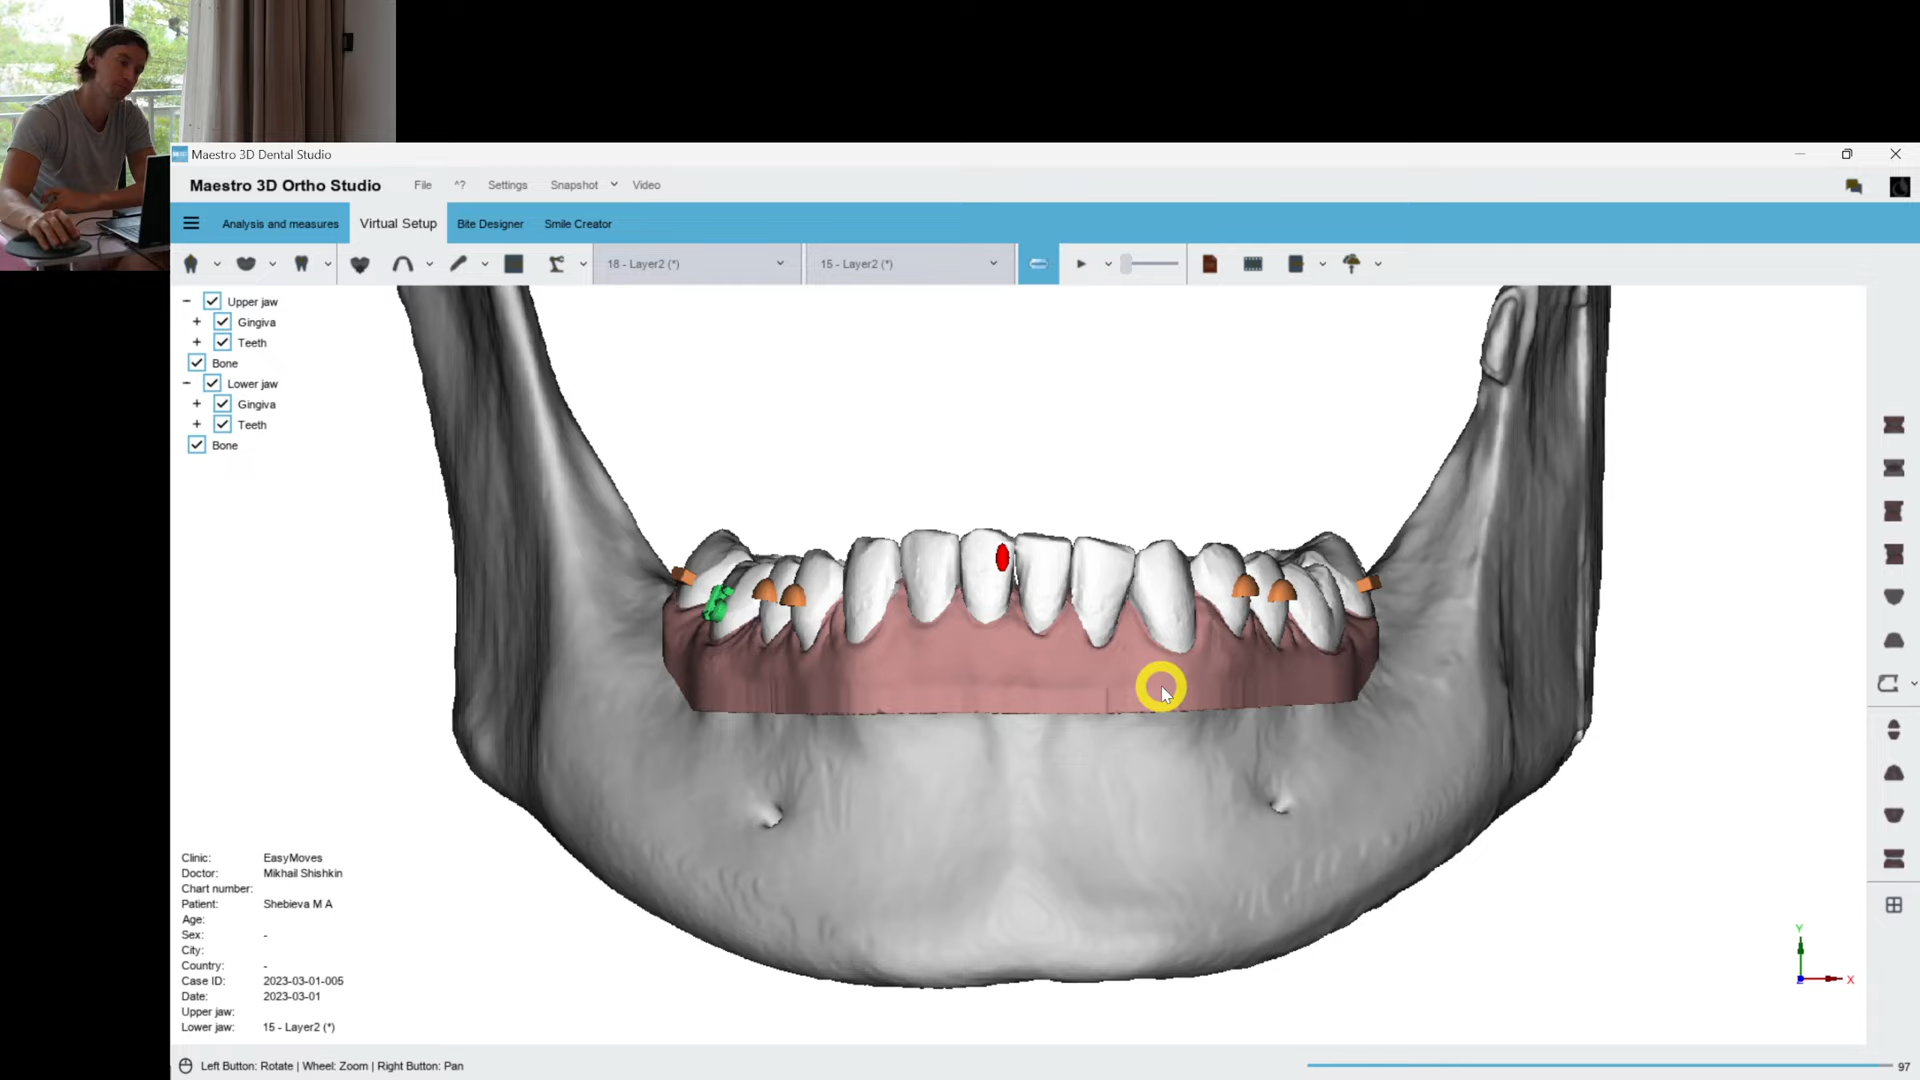 Maestro 3D Dental Studio
Maestro 3D Ortho Studio File ^? Settings Snapshot Video
Analysis and measures Virtual Setup Bite Designer Smile Creator
18 - Layer2 (*) 15 - Layer2 (*)
Upper jaw
Gingiva
Teeth
Bone
Lower jaw
Gingiva
Teeth
Bone
Clinic: EasyMoves
Doctor: Mikhail Shishkin
Chart number:
Patient: Shebieva M A
Age:
Sex: -
City:
Country: -
Case ID: 2023-03-01-005
Date: 2023-03-01
Upper jaw:
Lower jaw: 15 - Layer2 (*)
Y
X
Left Button: Rotate | Wheel: Zoom | Right Button: Pan
97